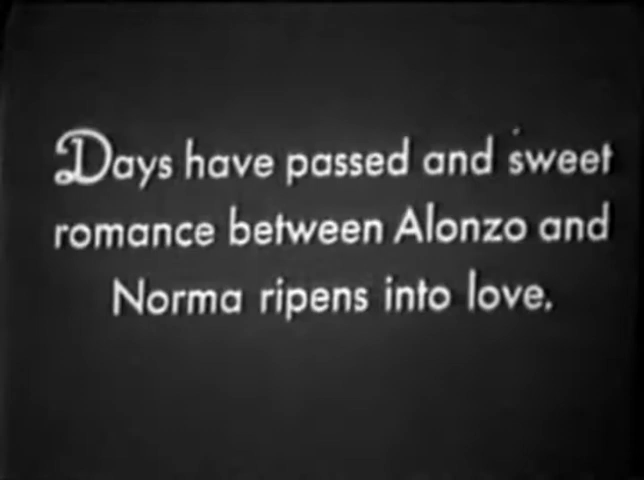 Days have passed and sweet
romance between Alonzo and
Norma ripens into love.